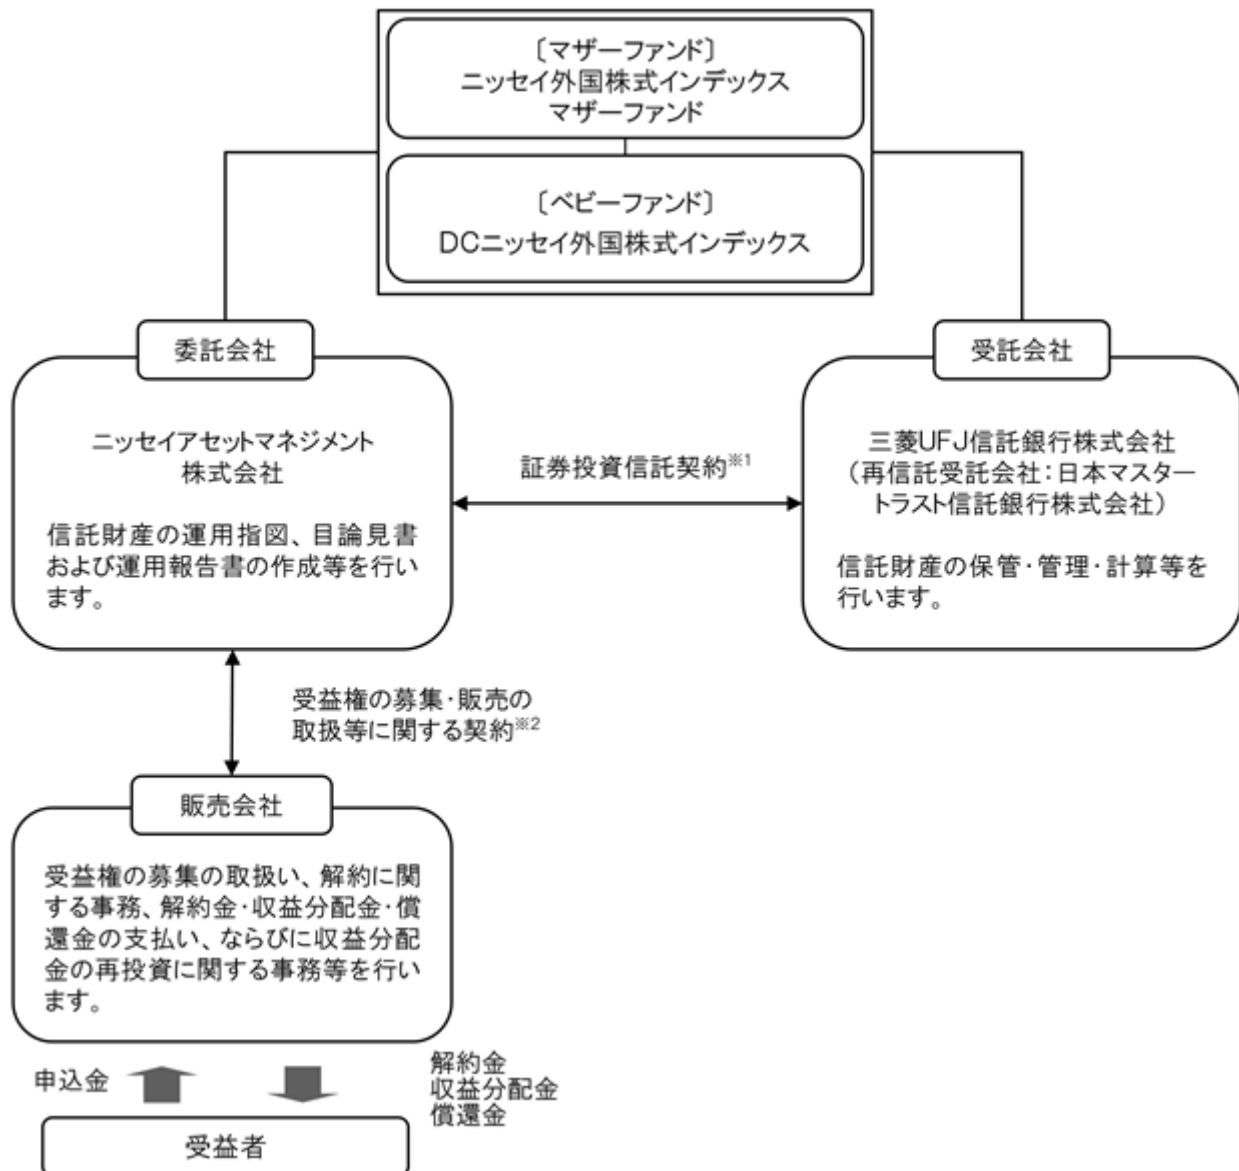 〔マザーファンド〕
ニッセイ外国株式インデックス
マザーファンド
〔ベビーファンド〕
DCニッセイ外国株式インデックス
委託会社
ニッセイアセットマネジメント
株式会社
信託財産の運用指図、目論見書
および運用報告書の作成等を行い
ます。
証券投資信託契約※1
受託会社
三菱UFJ信託銀行株式会社
（再信託受託会社：日本マスター
トラスト信託銀行株式会社）
信託財産の保管・管理・計算等を
行います。
受益権の募集・販売の
取扱等に関する契約※2
販売会社
受益権の募集の取扱い、解約に関
する事務、解約金・収益分配金・償
還金の支払い、ならびに収益分配
金の再投資に関する事務等を行い
ます。
申込金
解約金
収益分配金
償還金
受益者